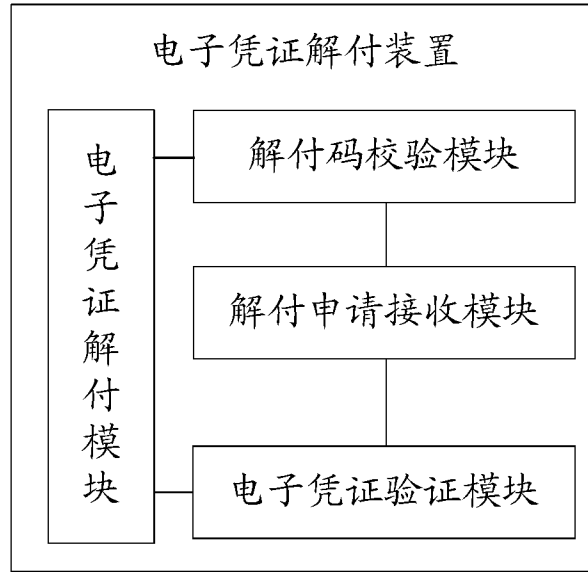 电子凭证解付装置
电子凭证解付模块
解付码校验模块
解付申请接收模块
电子凭证验证模块